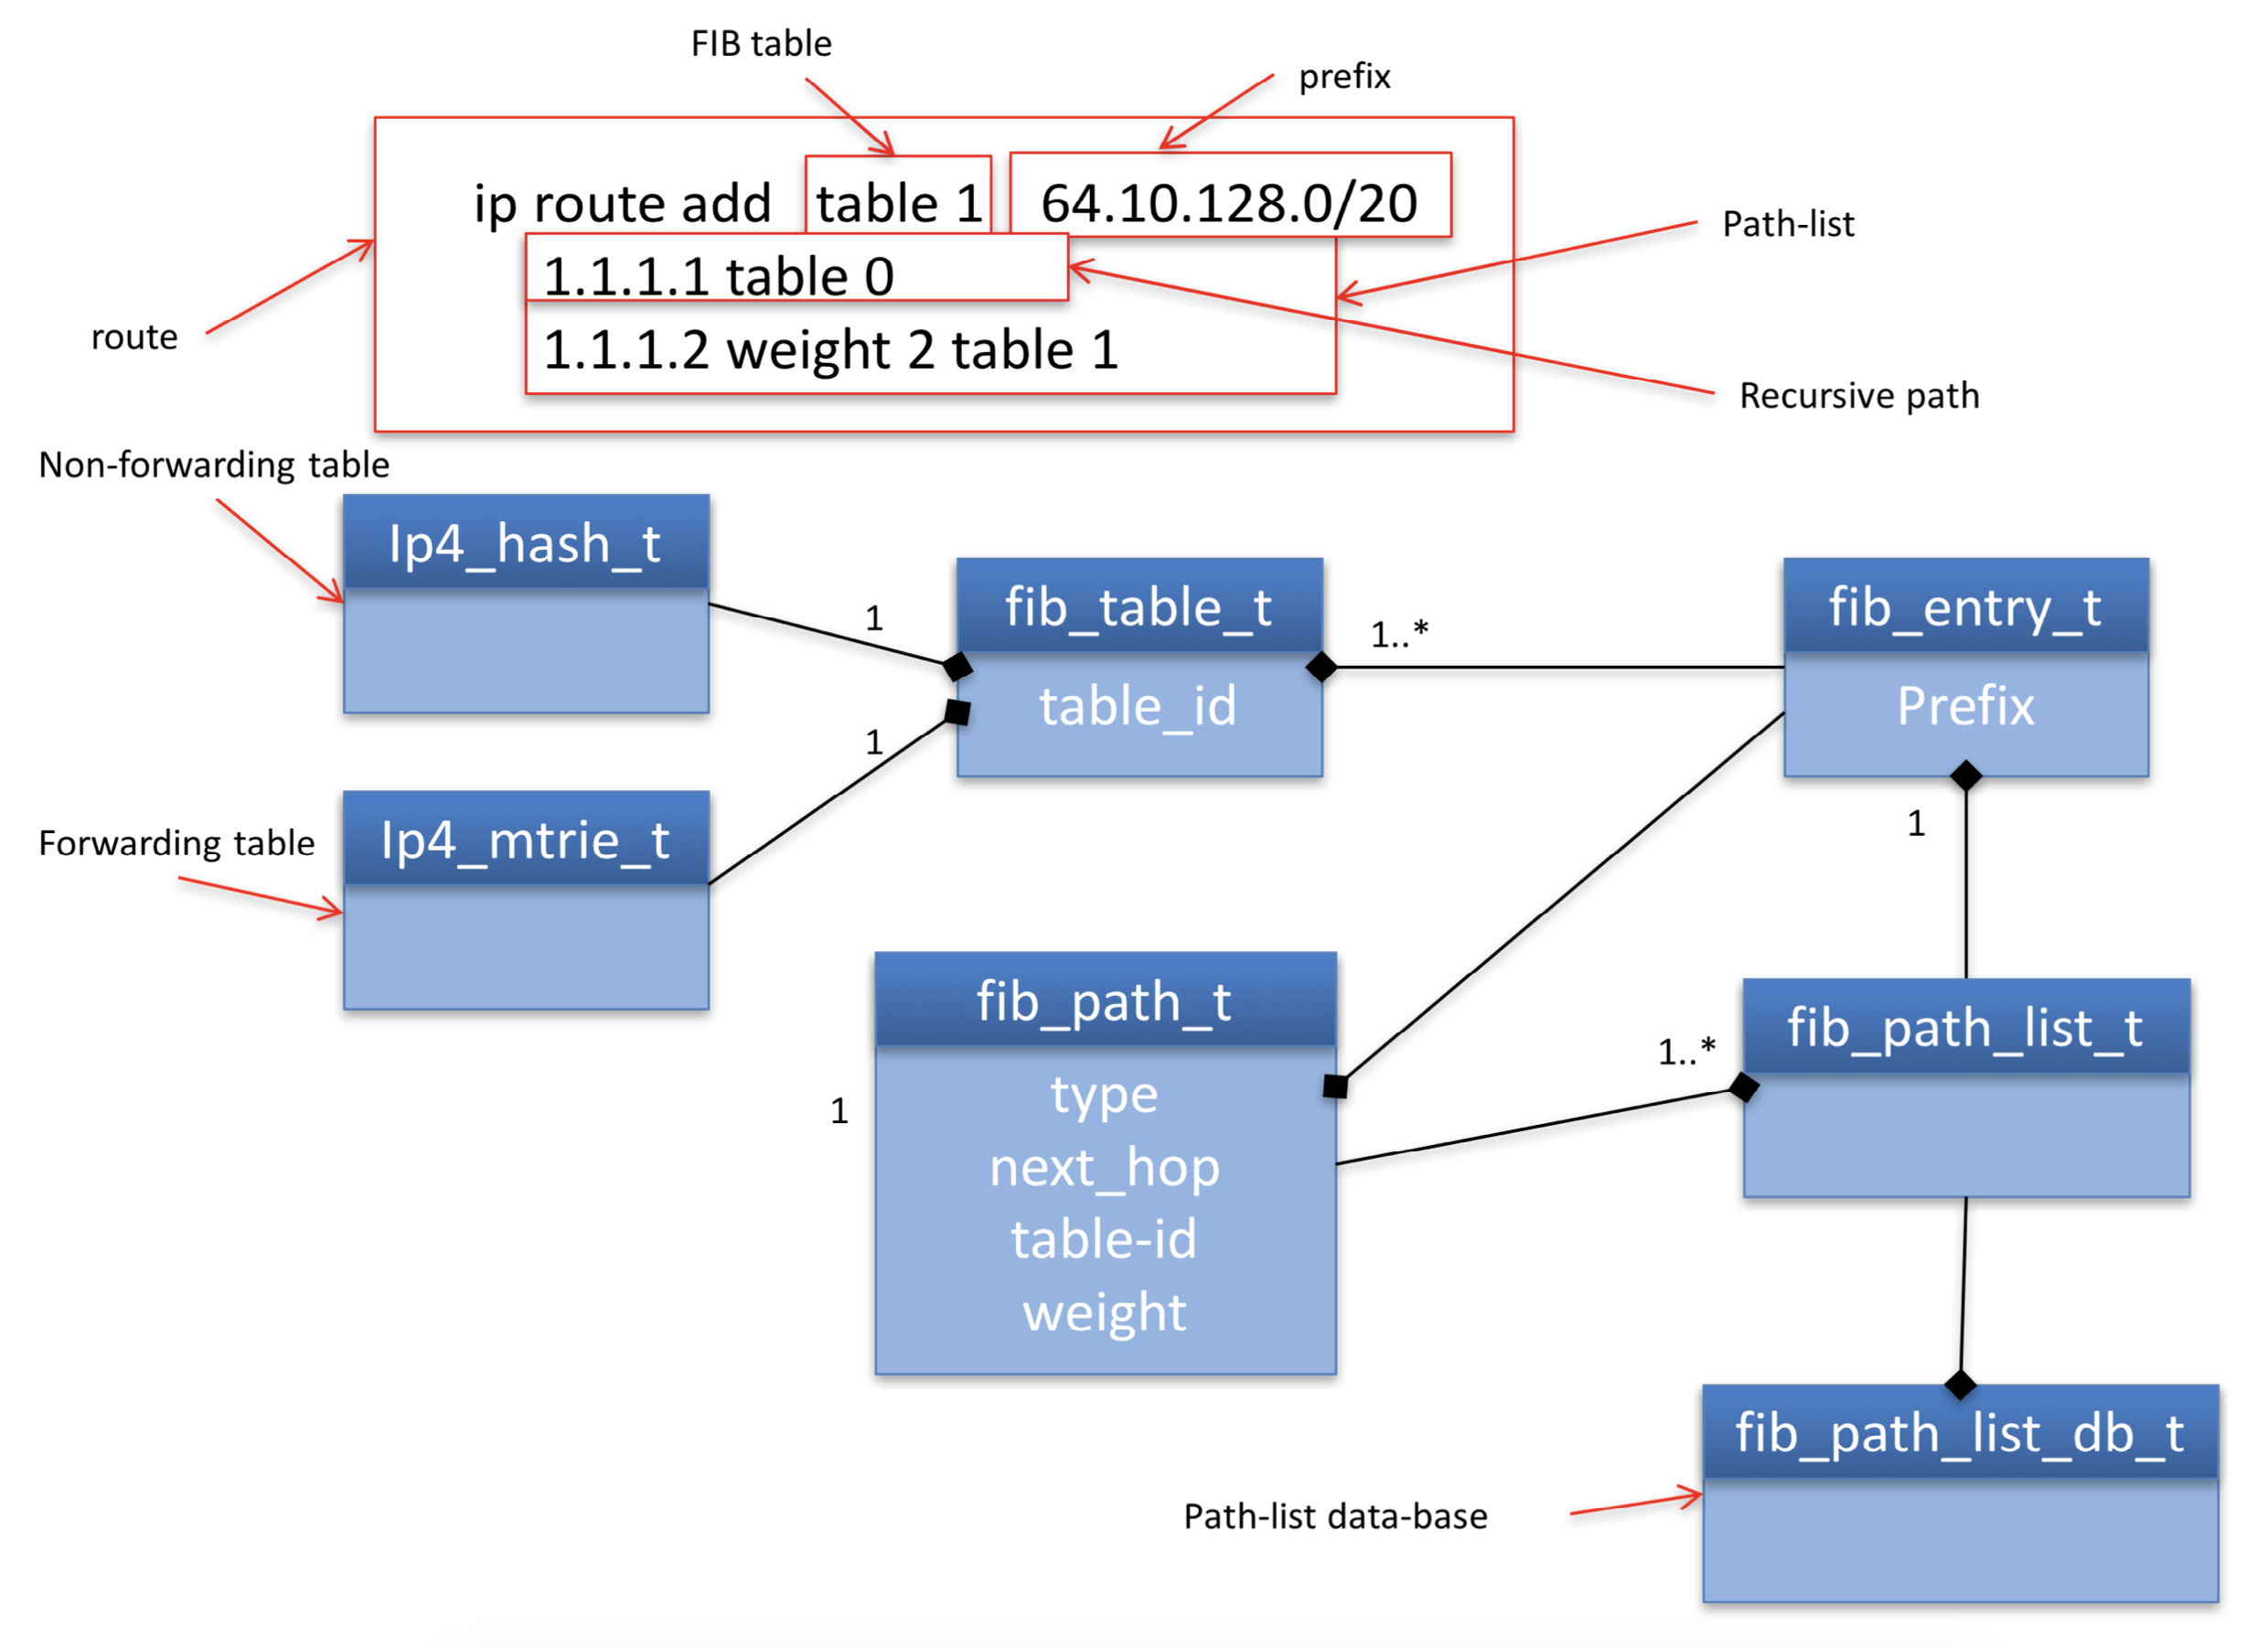 FIB table
prefix
ip route add table 1 64.10.128.0/20
1.1.1.1 table 0
1.1.1.2 weight 2 table 1
Path-list
route
Recursive path
Non-forwarding table
Ip4_hash_t
1
fib_table_t
table_id
1..*
fib_entry_t
Prefix
1
Forwarding table
Ip4_mtrie_t
1
fib_path_t
type
next_hop
table-id
weight
1
1..*
fib_path_list_t
fib_path_list_db_t
Path-list data-base